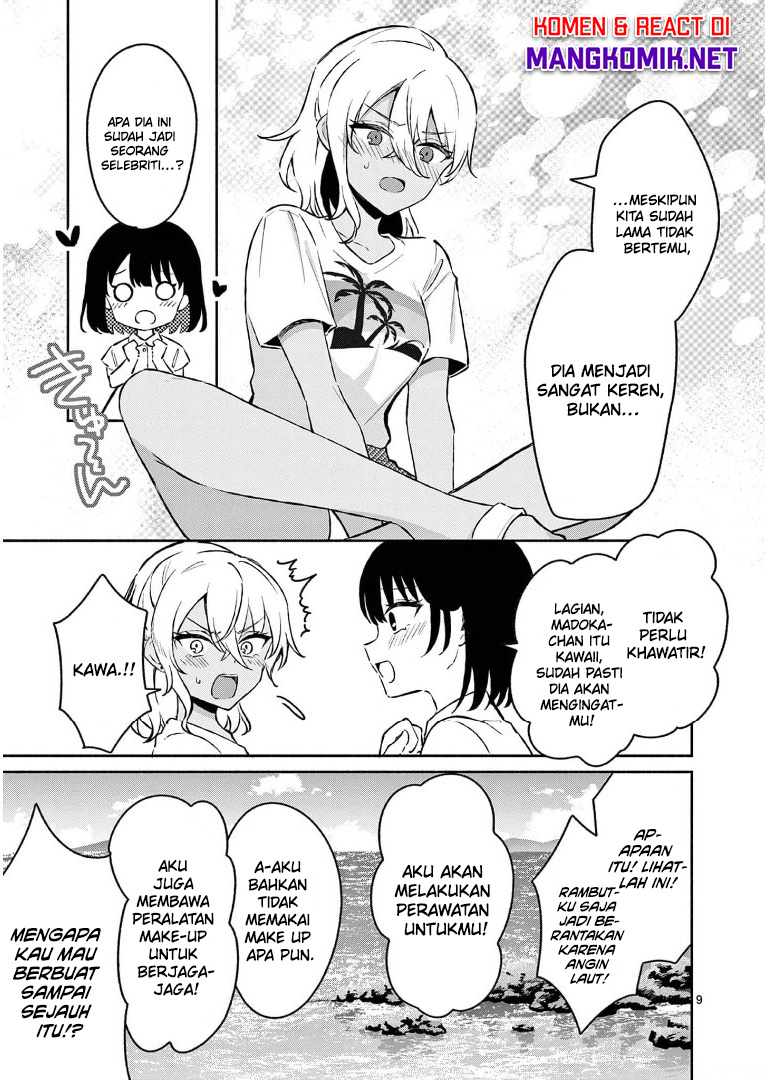 KOMEN & REACT DI
MANGKOMIK.NET
...MESKIPUN
KITA SUDAH
LAMA TIDAK
BERTEMU,
DIA MENJADI
SANGAT KEREN,
BUKAN...
APA DIA INI
SUDAH JADI
SEORANG
SELEBRITI...?
きゅ〜ん
TIDAK
PERLU
KHAWATIR!
LAGIAN,
MADOKA-
CHAN ITU
KAWAII,
SUDAH PASTI
DIA AKAN
MENGINGAT-
MU!
KAWA.!!
AP-
APAAN
ITU! LIHAT-
LAH INI!
RAMBUT-
KU SAJA
JADI BE-
RANTAKAN
KARENA
ANGIN
LAUT!
AKU AKAN
MELAKUKAN
PERAWATAN
UNTUKMU!
A-AKU
BAHKAN
TIDAK
MEMAKAI
MAKE UP
APA PUN.
AKU
JUGA
MEMBAWA
PERALATAN
MAKE-UP
UNTUK
BERJAGA-
JAGA!
MENGAPA
KAU MAU
BERBUAT
SAMPAI
SEJAUH
ITU!?
9